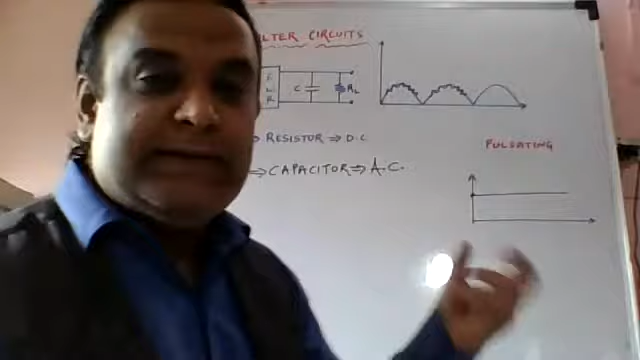 LTER CIRCUITS
F
W
R
C
RL
RESISTOR ⇒ D.C
PULSATING
⇒ CAPACITOR ⇒ A.C.